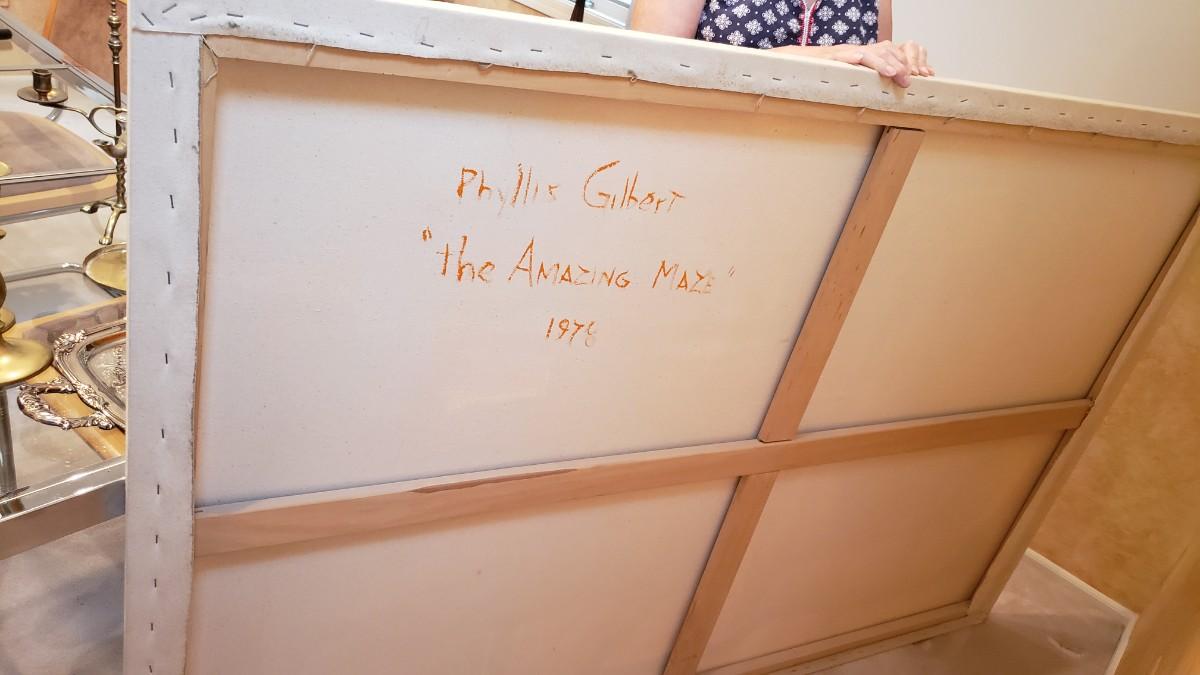 Phyllis Gilbert
"the AMAZING MAZE"
1978